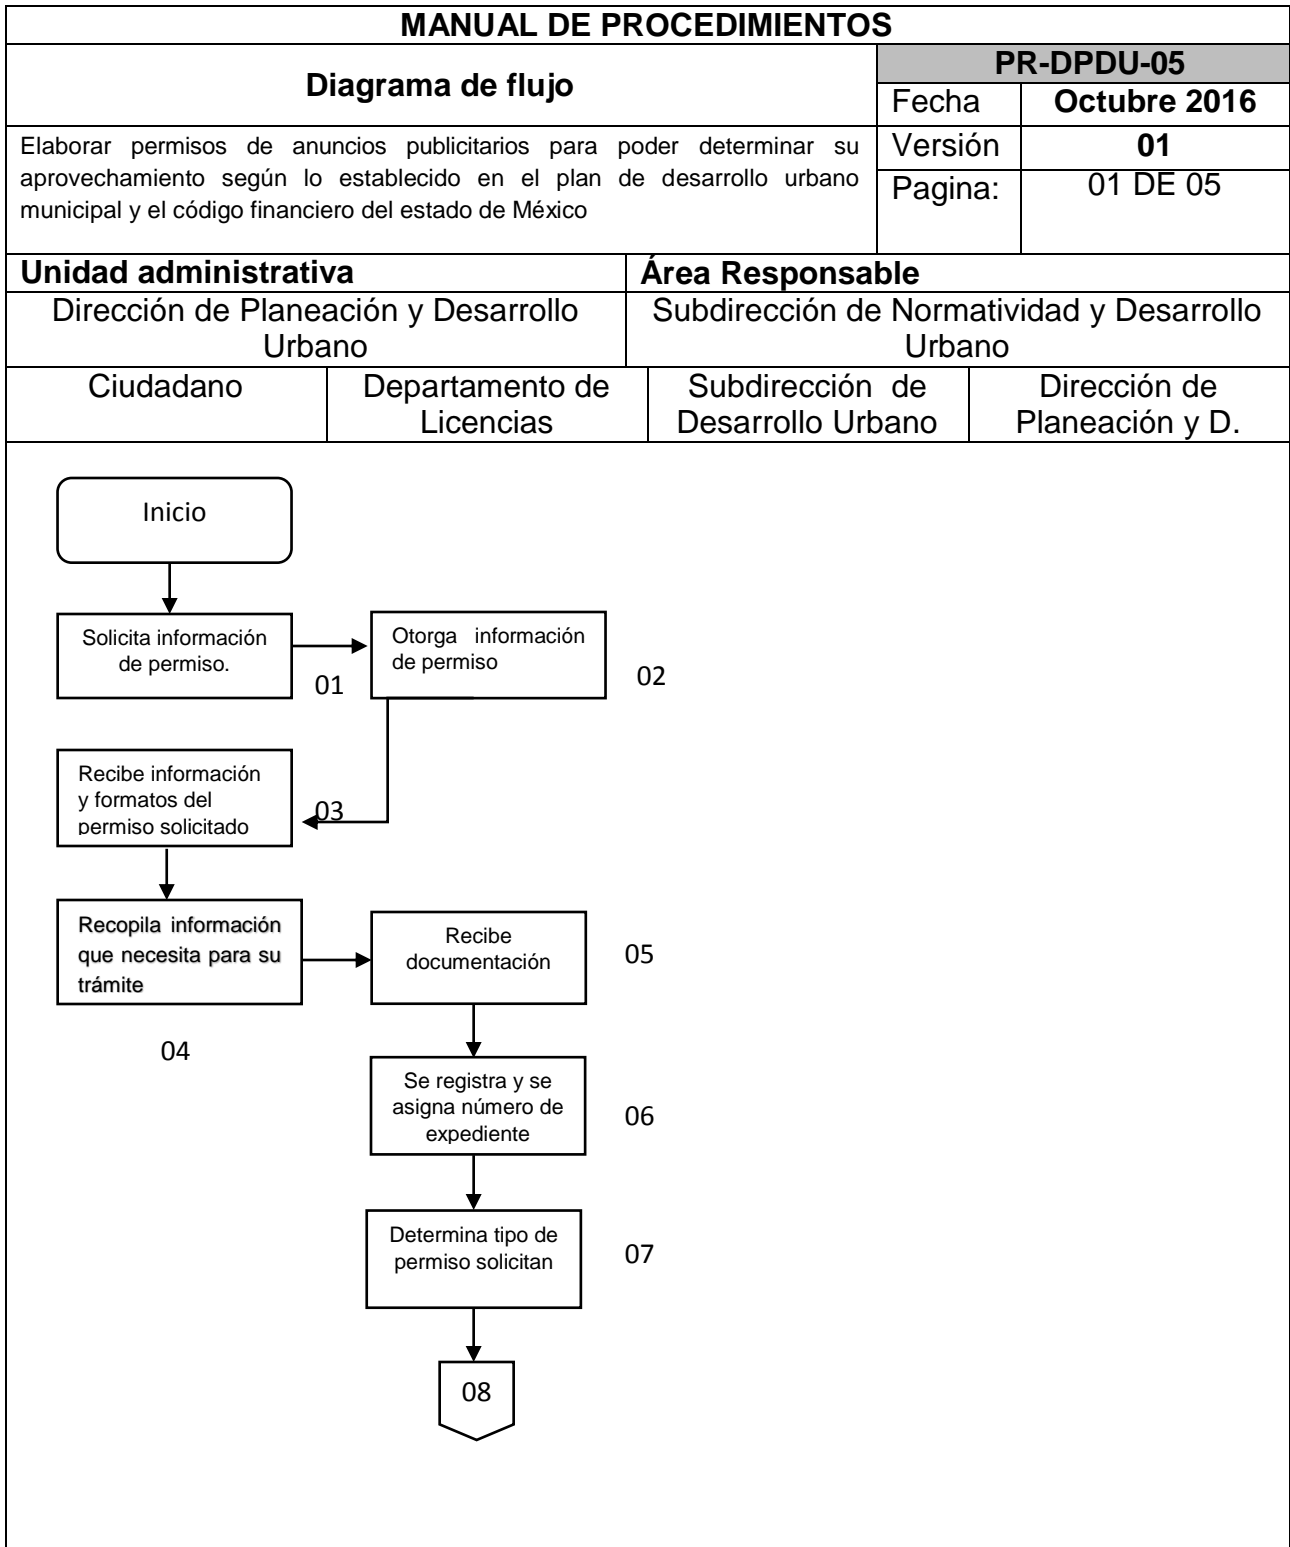 MANUAL DE PROCEDIMIENTOS
Diagrama de flujo
PR-DPDU-05
Fecha
Octubre 2016
Elaborar permisos de anuncios publicitarios para poder determinar su
aprovechamiento según lo establecido en el plan de desarrollo urbano
municipal y el código financiero del estado de México
Versión
01
Pagina:
01 DE 05
Unidad administrativa
Área Responsable
Dirección de Planeación y Desarrollo
Urbano
Subdirección de Normatividad y Desarrollo
Urbano
Ciudadano
Departamento de
Licencias
Subdirección de
Desarrollo Urbano
Dirección de
Planeación y D.
Inicio
Solicita información
de permiso.
01
Otorga información
de permiso
02
Recibe información
y formatos del
permiso solicitado
03
Recopila información
que necesita para su
trámite
04
Recibe
documentación
05
Se registra y se
asigna número de
expediente
06
Determina tipo de
permiso solicitan
07
08